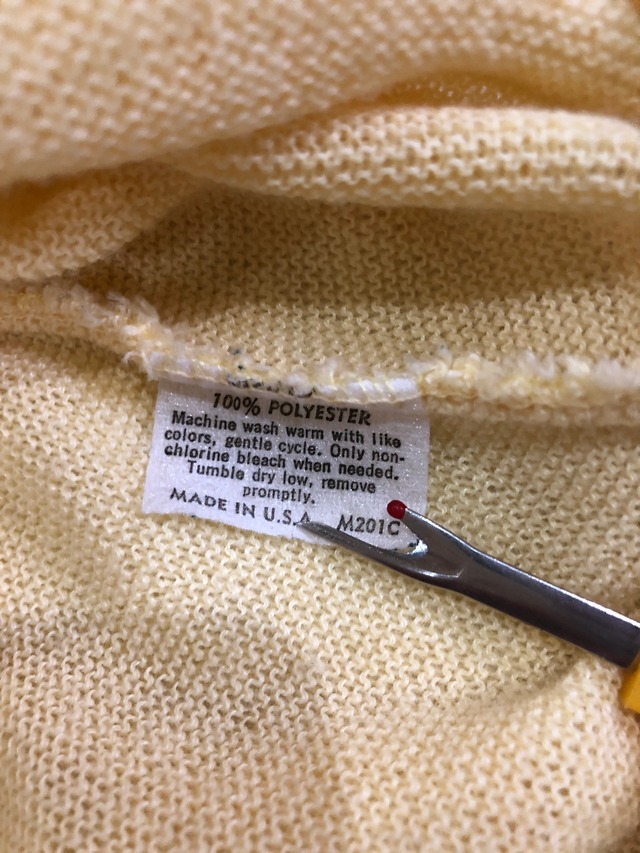 100% POLYESTER
Machine wash warm with like
colors, gentle cycle. Only non-
chlorine bleach when needed.
Tumble dry low, remove
promptly.
MADE IN U.S.A M201C